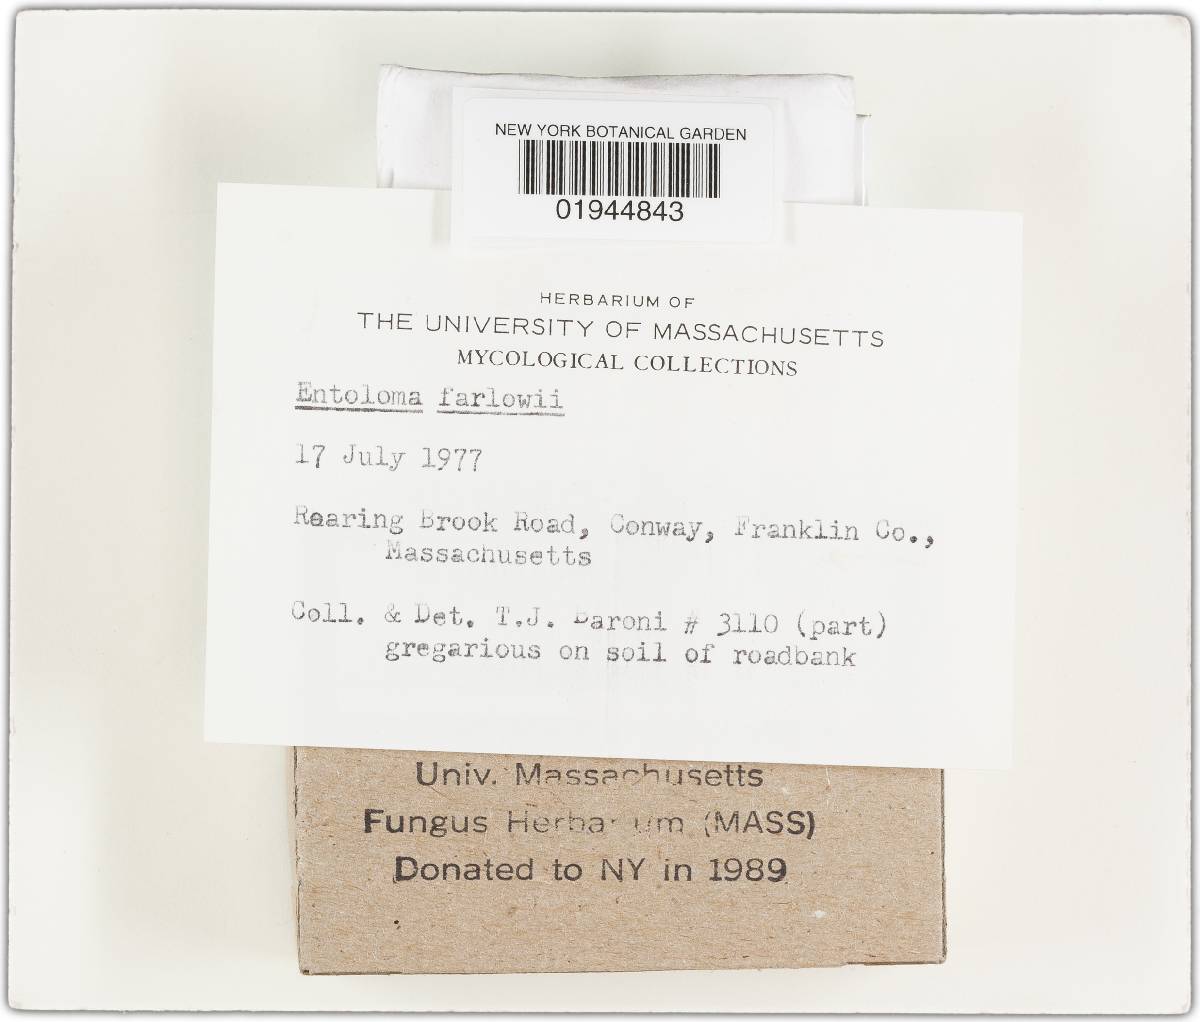 NEW YORK BOTANICAL GARDEN
01944843
HERBARIUM OF
THE UNIVERSITY OF MASSACHUSETTS
MYCOLOGICAL COLLECTIONS
Entoloma farlowii
17 July 1977
Rearing Brook Road, Conway, Franklin Co.,
Massachusetts
Coll. & Det. T.J. Baroni # 3110 (part)
gregarious on soil of roadbank
Univ. Massachusetts
Fungus Herbarium (MASS)
Donated to NY in 1989